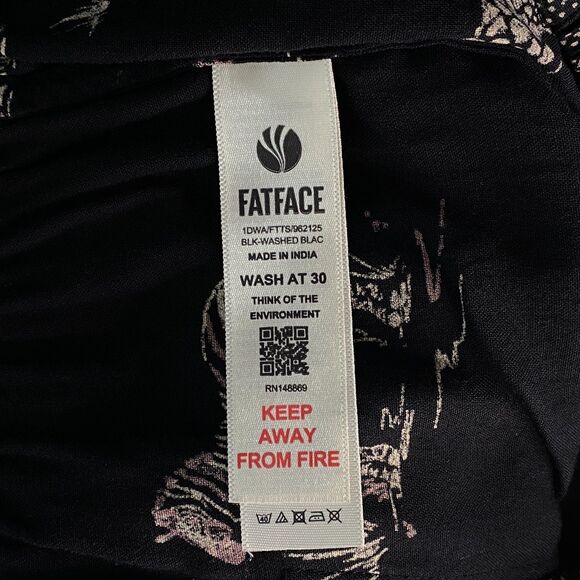 FATFACE
1DWA/FTTS/962125
BLK-WASHED BLAC
MADE IN INDIA
WASH AT 30
THINK OF THE
ENVIRONMENT
RN148869
KEEP
AWAY
FROM FIRE
40